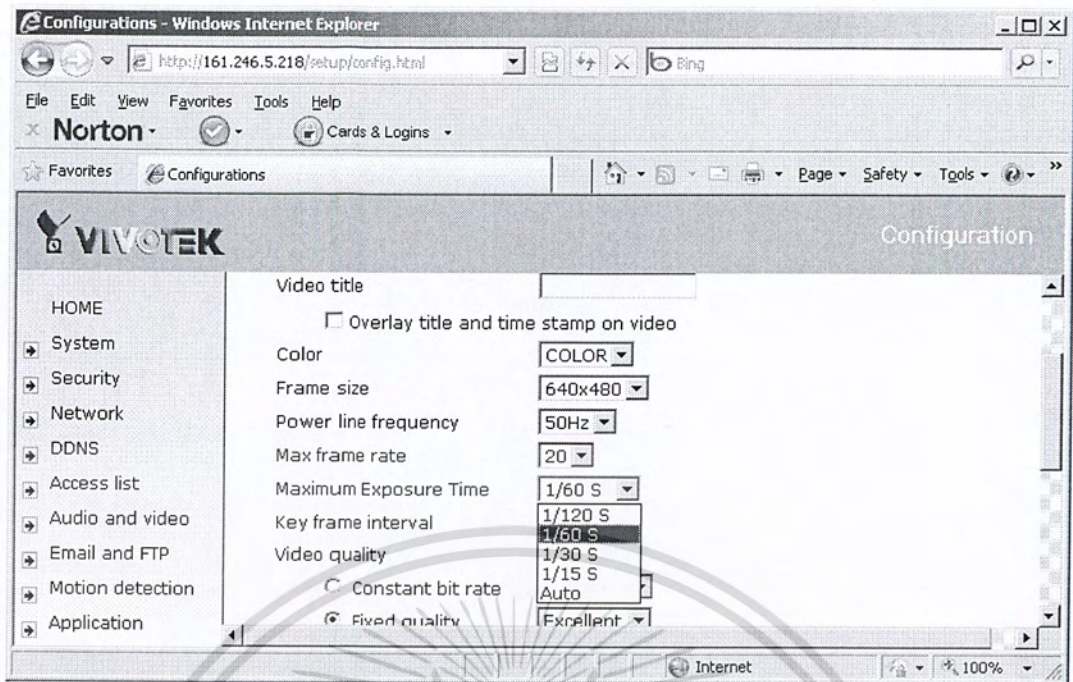 Configurations - Windows Internet Explorer
http://161.246.5.218/setup/config.html
Bing
File Edit View Favorites Tools Help
Norton
Cards & Logins
Favorites
Configurations
Page Safety Tools
VIVOTEK
Configuration
HOME
System
Security
Network
DDNS
Access list
Audio and video
Email and FTP
Motion detection
Application
Video title
Overlay title and time stamp on video
Color COLOR
Frame size 640x480
Power line frequency 50Hz
Max frame rate 20
Maximum Exposure Time 1/60 S
1/120 S
1/60 S
1/30 S
1/15 S
Auto
Key frame interval
Video quality
Constant bit rate
Fixed quality Excellent
Internet
100%